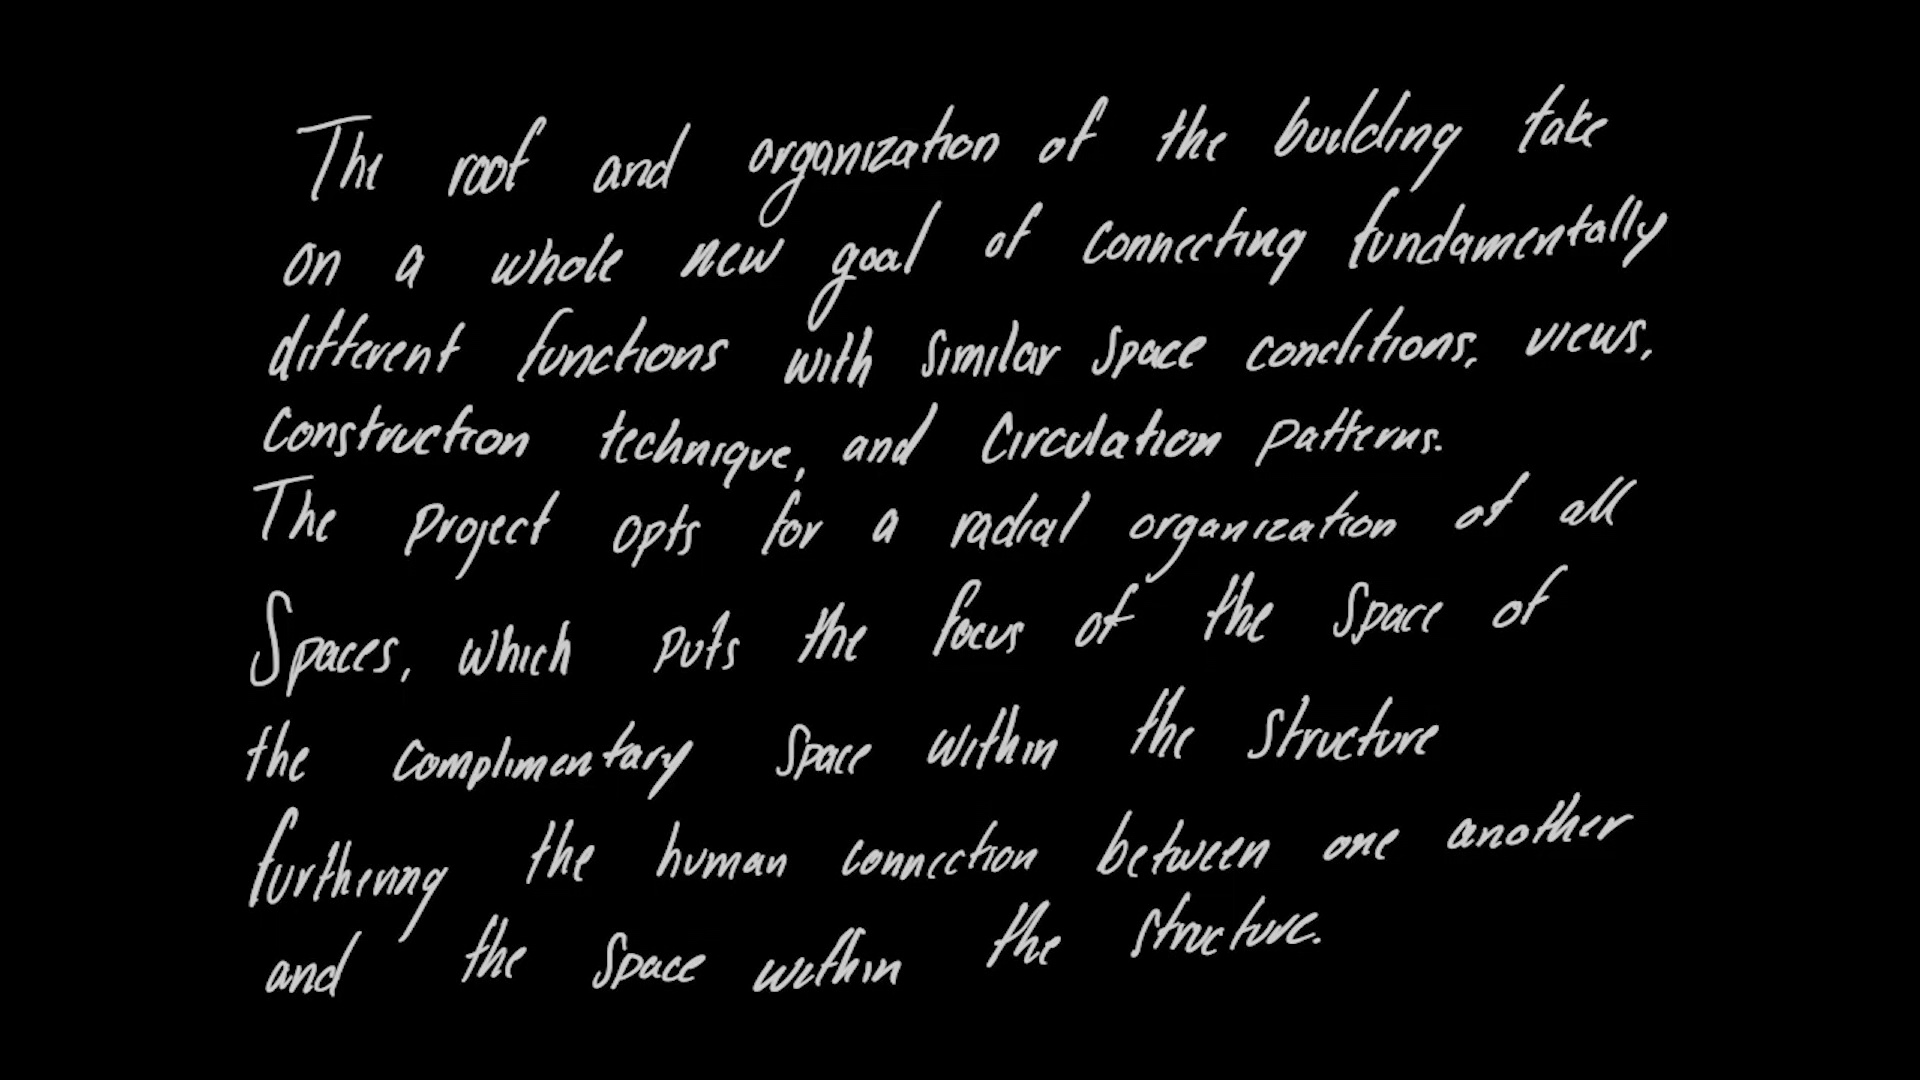 The roof and organization of the building take
on a whole new goal of connecting fundamentally
different functions with similar space conditions, views,
construction technique, and circulation patterns.
The project opts for a radial organization of all
spaces, which puts the focus of the space of
the complimentary space within the structure
furthering the human connection between one another
and the space within the structure.